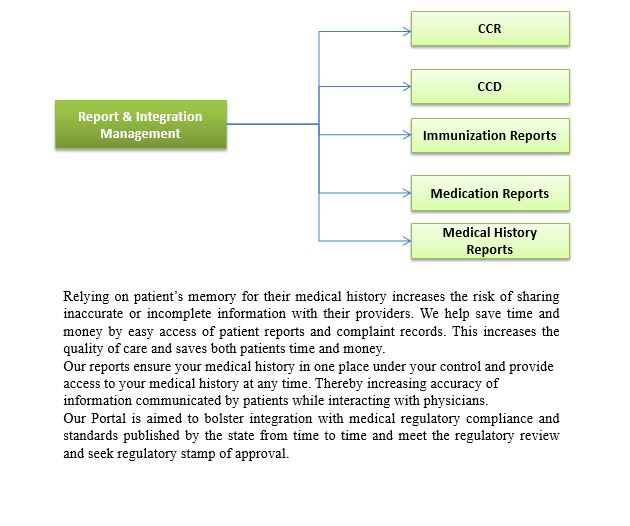 CCR
CCD
Report & Integration
Management
Immunization Reports
Medication Reports
Medical History
Reports
Relying on patient’s memory for their medical history increases the risk of sharing
inaccurate or incomplete information with their providers. We help save time and
money by easy access of patient reports and complaint records. This increases the
quality of care and saves both patients time and money.
Our reports ensure your medical history in one place under your control and provide
access to your medical history at any time. Thereby increasing accuracy of
information communicated by patients while interacting with physicians.
Our Portal is aimed to bolster integration with medical regulatory compliance and
standards published by the state from time to time and meet the regulatory review
and seek regulatory stamp of approval.